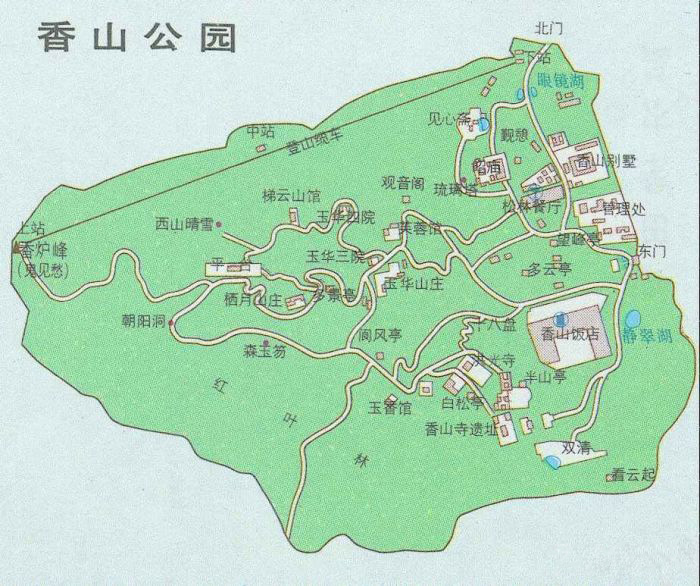 香山公园
北门
下站
眼镜湖
见心斋
中站
登山缆车
觐憩
昭庙
香山别墅
观音阁
琉璃塔
梯云山馆
玉华四院
松林餐厅
管理处
西山晴雪
芙蓉馆
望峰亭
上站
香炉峰
(鬼见愁)
东门
玉华三院
平台
多云亭
玉华山庄
栖月山庄
多景亭
朝阳洞
阆风亭
十八盘
香山饭店
静翠湖
森玉笏
洪光寺
半山亭
红叶林
玉香馆
白松亭
香山寺遗址
双清
看云起